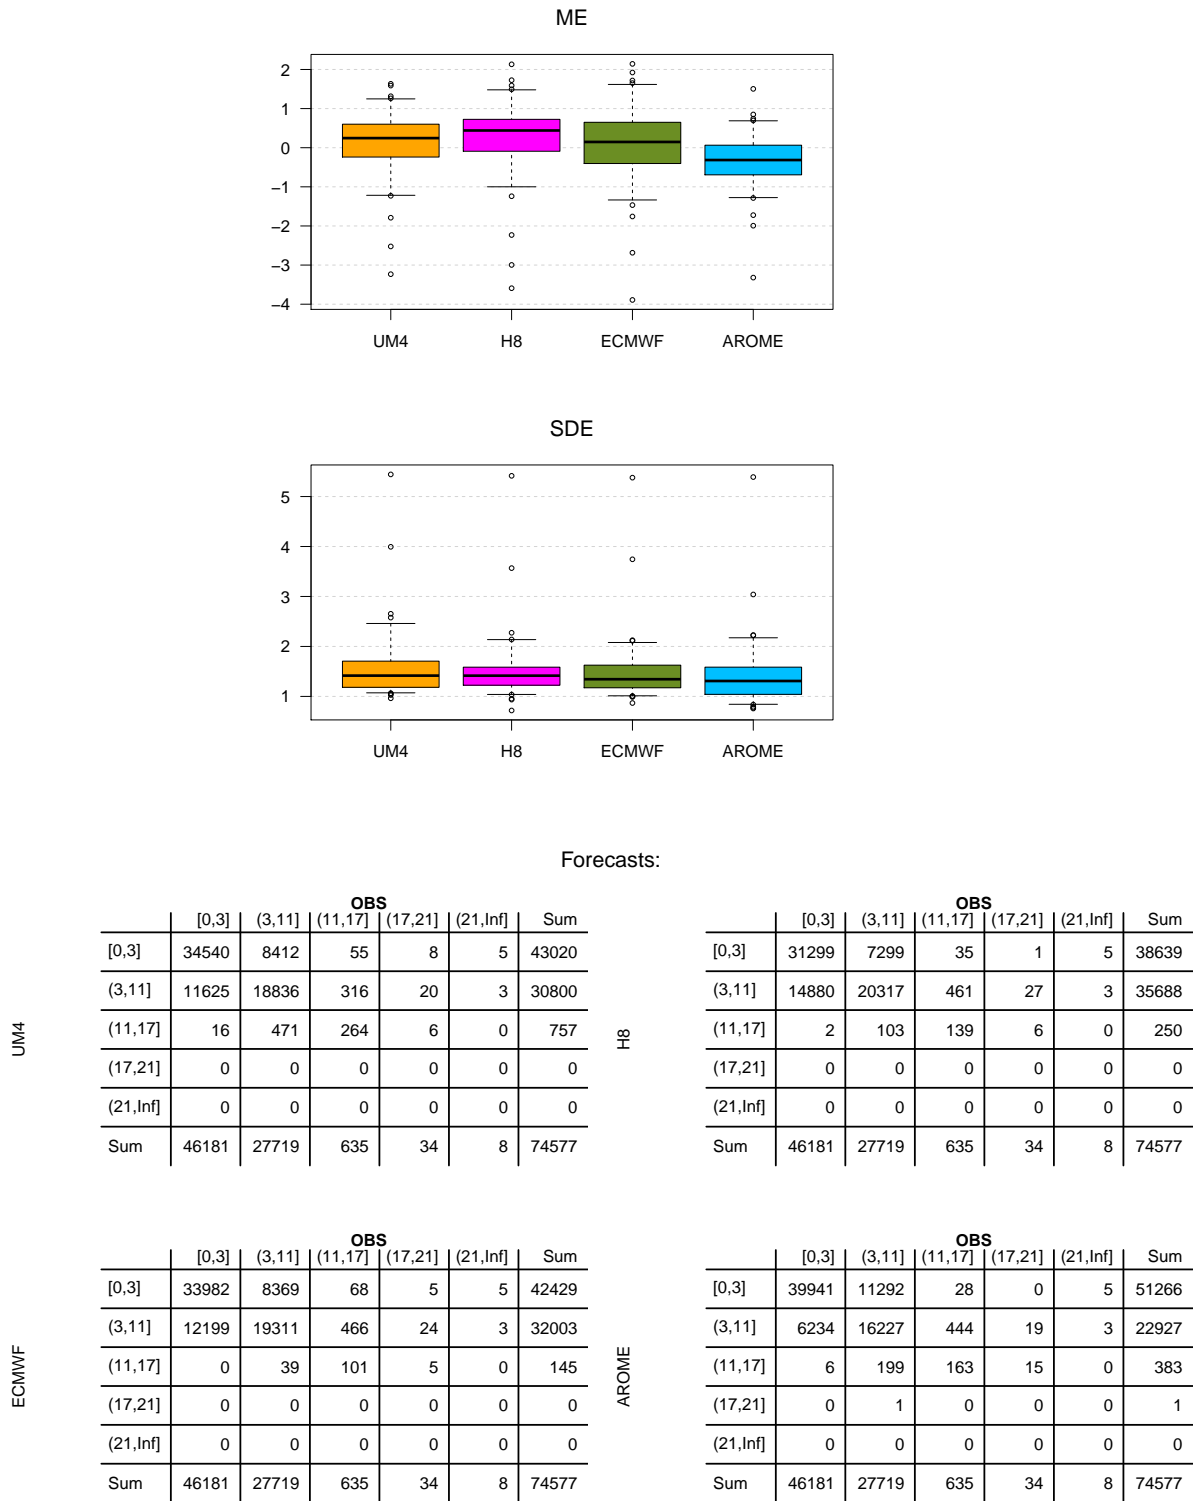 ME
2
1
0
–1
–2
–3
–4
UM4 H8 ECMWF AROME
SDE
5
4
3
2
1
UM4 H8 ECMWF AROME
Forecasts:
UM4
OBS
[0,3] (3,11] (11,17] (17,21] (21,Inf] Sum
[0,3] 34540 8412 55 8 5 43020
(3,11] 11625 18836 316 20 3 30800
(11,17] 16 471 264 6 0 757
(17,21] 0 0 0 0 0 0
(21,Inf] 0 0 0 0 0 0
Sum 46181 27719 635 34 8 74577
H8
OBS
[0,3] (3,11] (11,17] (17,21] (21,Inf] Sum
[0,3] 31299 7299 35 1 5 38639
(3,11] 14880 20317 461 27 3 35688
(11,17] 2 103 139 6 0 250
(17,21] 0 0 0 0 0 0
(21,Inf] 0 0 0 0 0 0
Sum 46181 27719 635 34 8 74577
ECMWF
OBS
[0,3] (3,11] (11,17] (17,21] (21,Inf] Sum
[0,3] 33982 8369 68 5 5 42429
(3,11] 12199 19311 466 24 3 32003
(11,17] 0 39 101 5 0 145
(17,21] 0 0 0 0 0 0
(21,Inf] 0 0 0 0 0 0
Sum 46181 27719 635 34 8 74577
AROME
OBS
[0,3] (3,11] (11,17] (17,21] (21,Inf] Sum
[0,3] 39941 11292 28 0 5 51266
(3,11] 6234 16227 444 19 3 22927
(11,17] 6 199 163 15 0 383
(17,21] 0 1 0 0 0 1
(21,Inf] 0 0 0 0 0 0
Sum 46181 27719 635 34 8 74577